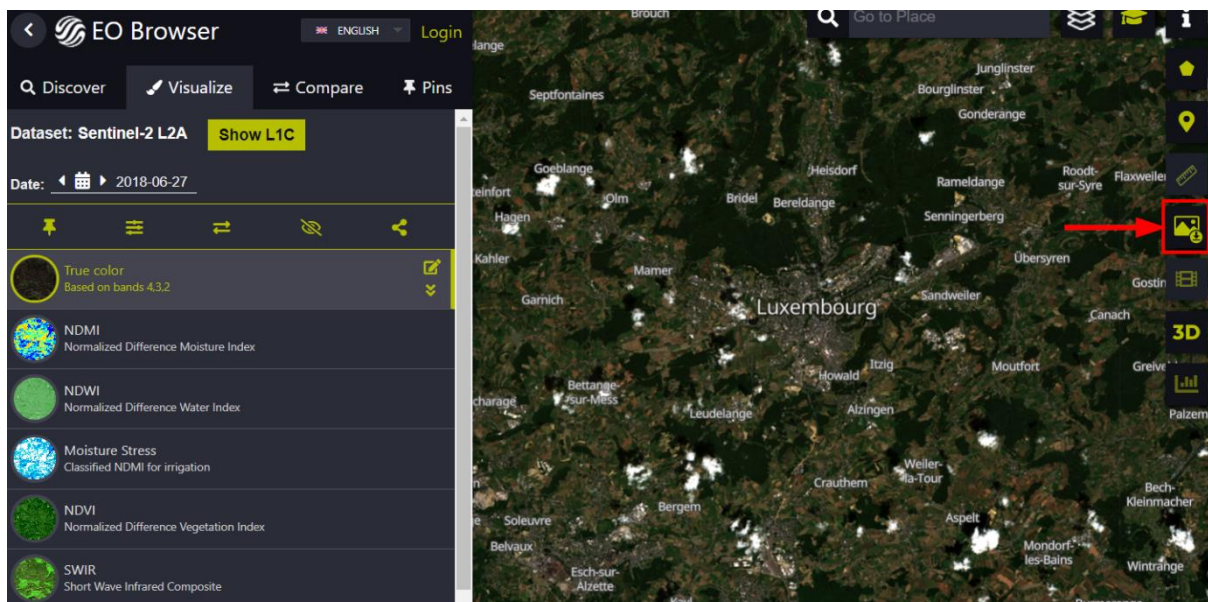 EO Browser
ENGLISH
Login
Discover
Visualize
Compare
Pins
Dataset: Sentinel-2 L2A
Show L1C
Date:
2018-06-27
True color
Based on bands 4,3,2
NDMI
Normalized Difference Moisture Index
NDWI
Normalized Difference Water Index
Moisture Stress
Classified NDMI for irrigation
NDVI
Normalized Difference Vegetation Index
SWIR
Short Wave Infrared Composite
Go to Place
Brouch
lange
Junglinster
Bourglinster
Septfontaines
Gonderange
Goeblange
Heisdorf
Roodt-
sur-Syre
Flaxweiler
Rameldange
einfort
Olm
Bridel
Bereldange
Hagen
Senningerberg
Kahler
Mamer
Übersyren
Gostin
Garnich
Luxembourg
Sandweiler
Canach
3D
Itzig
Moutfort
Greive
Howald
Bettange-
sur-Mess
charage
Leudelange
Alzingen
Palzem
Weiler-
la-Tour
Crauthem
Bech-
Kleinmacher
Bergem
Soleuvre
Aspelt
Belvaux
Mondorf-
les-Bains
Wintrange
Esch-sur-
Alzette